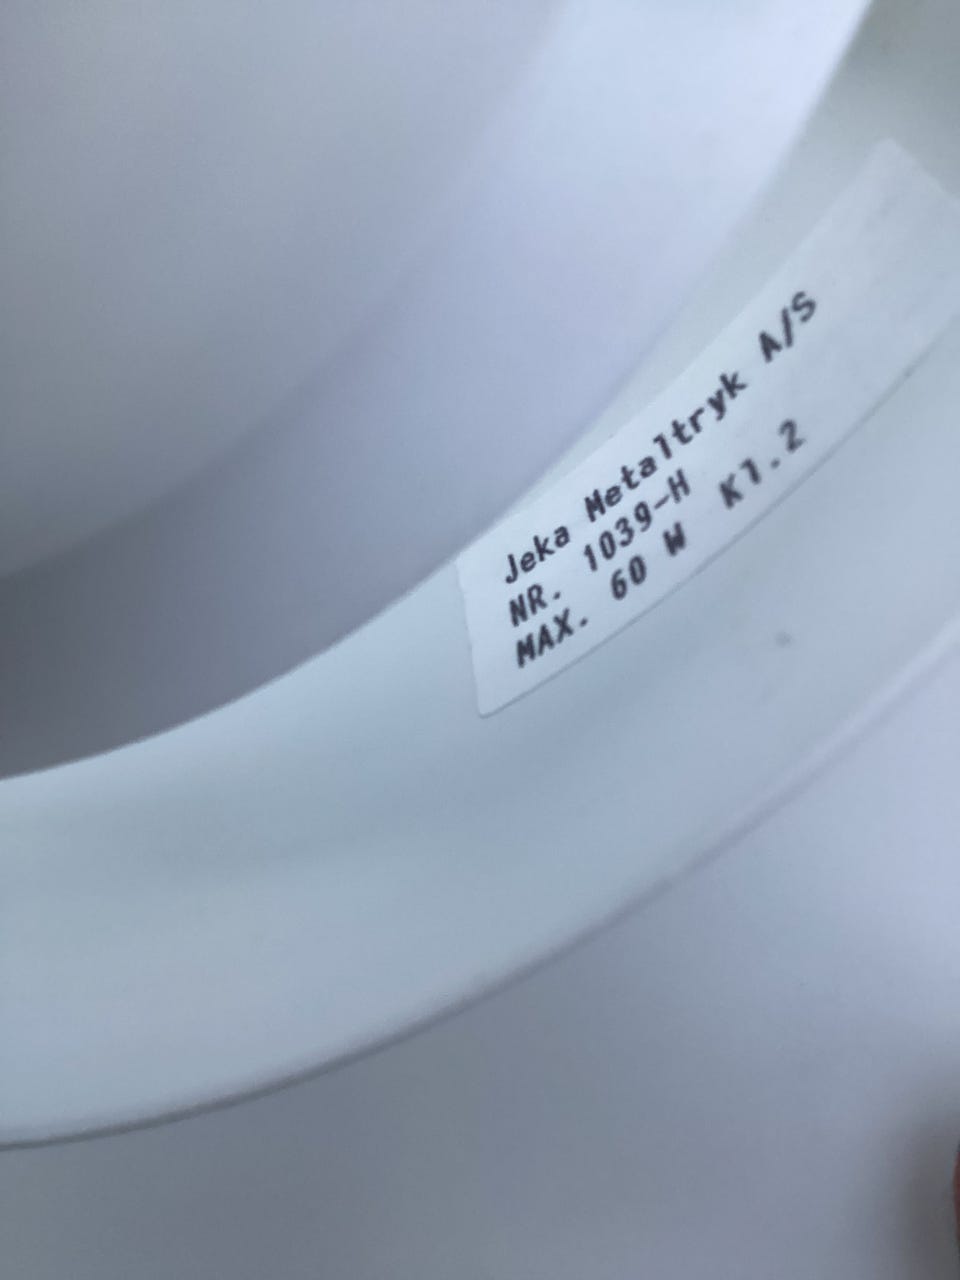 Jeka Metaltryk A/S
NR. 1039-H
MAX. 60 W Kl.2